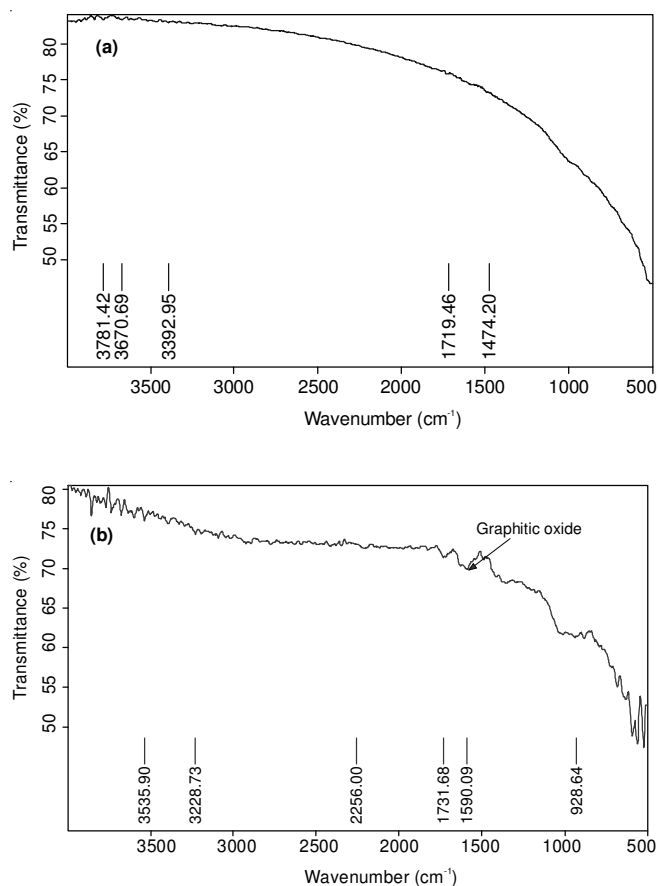 (a)
Transmittance (%)
80
75
70
65
60
55
50
3781.42
3670.69
3392.95
1719.46
1474.20
3500 3000 2500 2000 1500 1000 500
Wavenumber (cm⁻¹)
(b)
Graphitic oxide
Transmittance (%)
80
75
70
65
60
55
50
3535.90
3228.73
2256.00
1731.68
1590.09
928.64
3500 3000 2500 2000 1500 1000 500
Wavenumber (cm⁻¹)